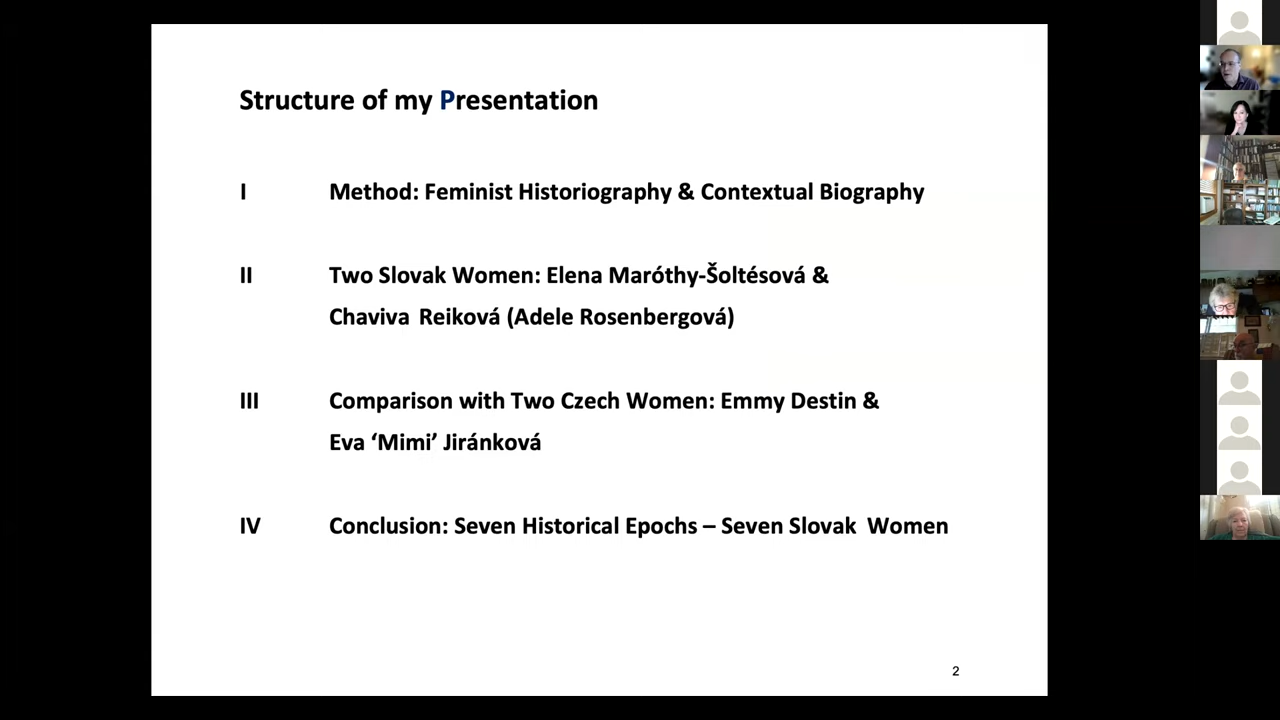 Structure of my Presentation
I Method: Feminist Historiography & Contextual Biography
II Two Slovak Women: Elena Maróthy-Šoltésová &
Chaviva Reiková (Adele Rosenbergová)
III Comparison with Two Czech Women: Emmy Destin &
Eva ‘Mimi’ Jiránková
IV Conclusion: Seven Historical Epochs – Seven Slovak Women
2